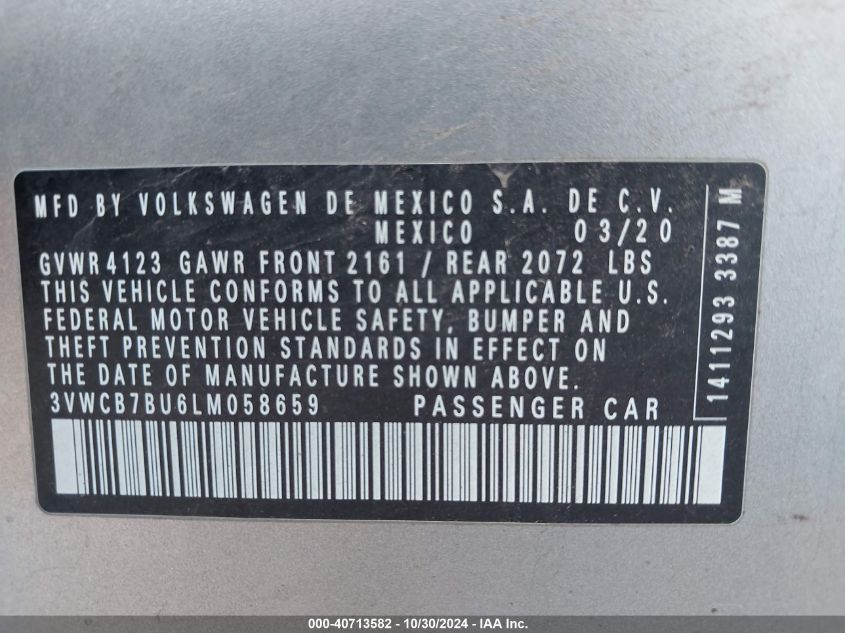 MFD BY VOLKSWAGEN DE MEXICO S.A. DE C.V.
MEXICO 03/20
GVWR 4123 GAWR FRONT 2161 / REAR 2072 LBS
THIS VEHICLE CONFORMS TO ALL APPLICABLE U.S.
FEDERAL MOTOR VEHICLE SAFETY, BUMPER AND
THEFT PREVENTION STANDARDS IN EFFECT ON
THE DATE OF MANUFACTURE SHOWN ABOVE.
3VWCB7BU6LM058659 PASSENGER CAR
1411293 3387 M
000-40713582 - 10/30/2024 - IAA Inc.